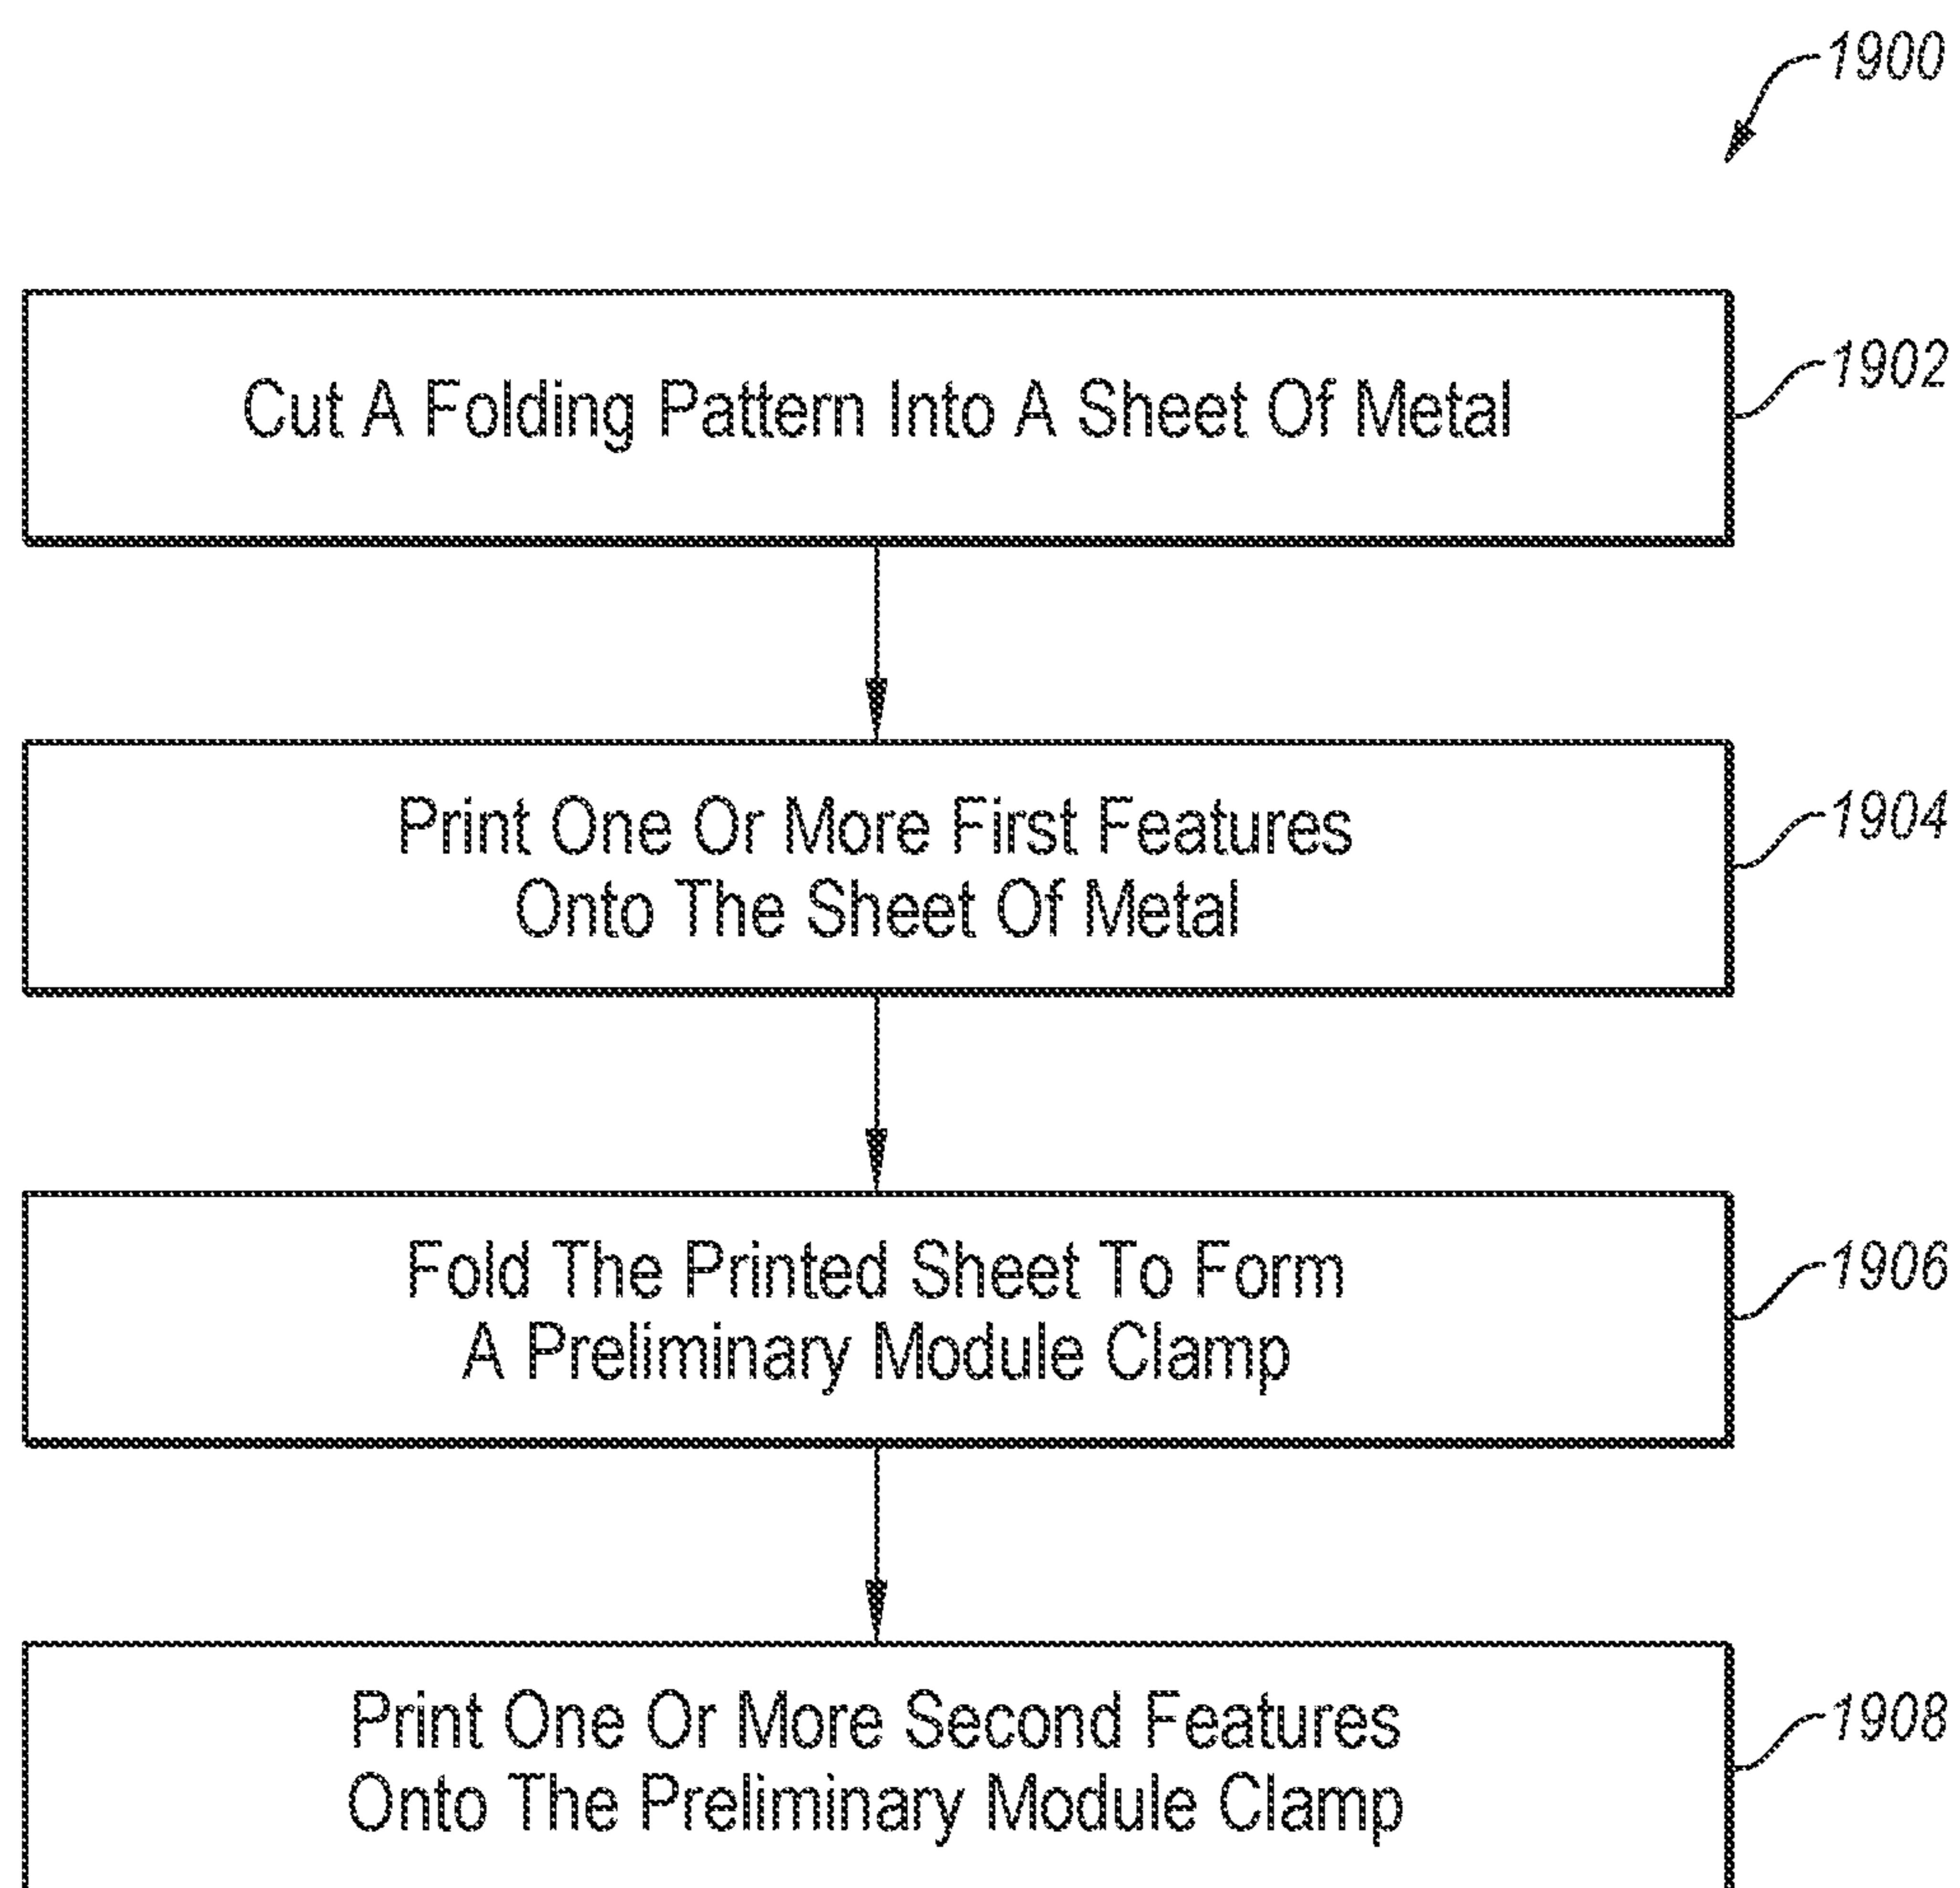 1900
Cut A Folding Pattern Into A Sheet Of Metal
1902
Print One Or More First Features
Onto The Sheet Of Metal
1904
Fold The Printed Sheet To Form
A Preliminary Module Clamp
1906
Print One Or More Second Features
Onto The Preliminary Module Clamp
1908